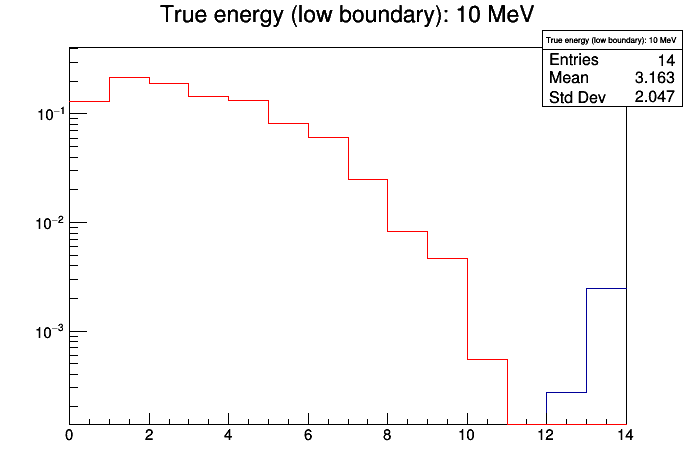 True energy (low boundary): 10 MeV
True energy (low boundary): 10 MeV
Entries 14
Mean 3.163
Std Dev 2.047
10⁻¹
10⁻²
10⁻³
0 2 4 6 8 10 12 14